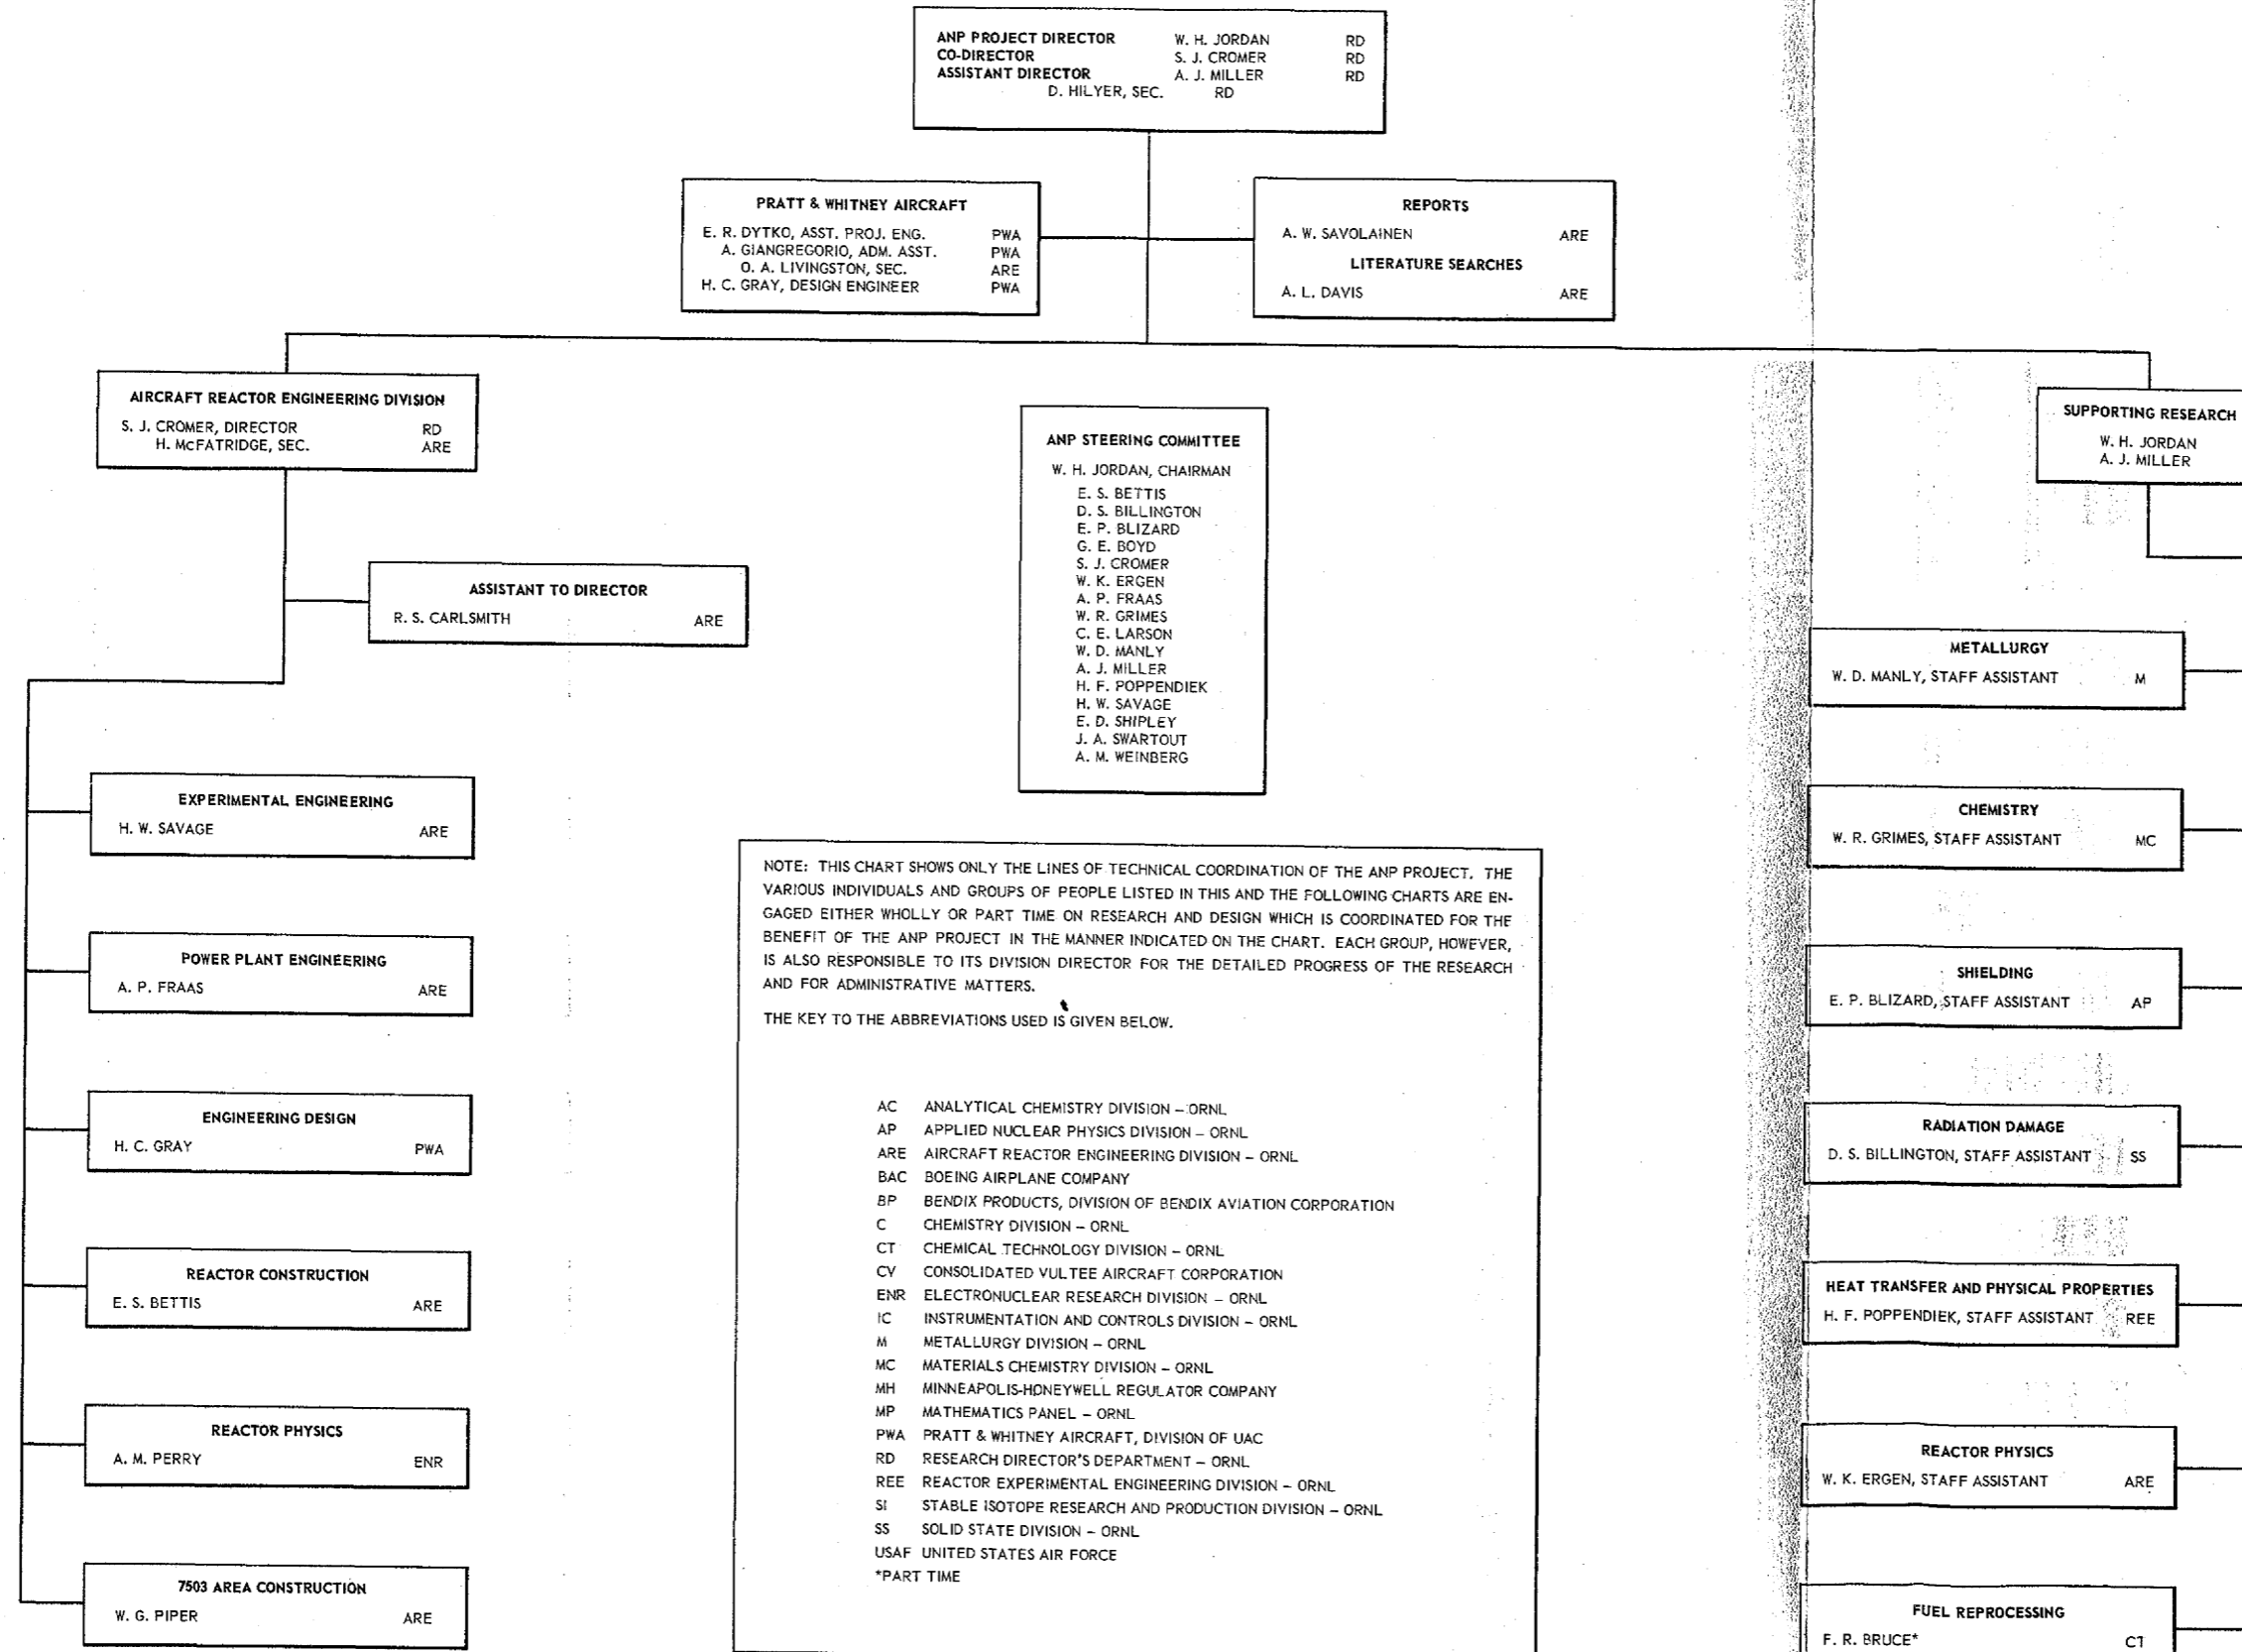 ANP PROJECT DIRECTOR W. H. JORDAN RD
CO-DIRECTOR S. J. CROMER RD
ASSISTANT DIRECTOR A. J. MILLER RD
D. HILYER, SEC. RD
PRATT & WHITNEY AIRCRAFT
E. R. DYTKO, ASST. PROJ. ENG. PWA
A. GIANGREGORIO, ADM. ASST. PWA
O. A. LIVINGSTON, SEC. ARE
H. C. GRAY, DESIGN ENGINEER PWA
REPORTS
A. W. SAVOLAINEN ARE
LITERATURE SEARCHES
A. L. DAVIS ARE
AIRCRAFT REACTOR ENGINEERING DIVISION
S. J. CROMER, DIRECTOR RD
H. McFATRIDGE, SEC. ARE
ASSISTANT TO DIRECTOR
R. S. CARLSMITH ARE
EXPERIMENTAL ENGINEERING
H. W. SAVAGE ARE
POWER PLANT ENGINEERING
A. P. FRAAS ARE
ENGINEERING DESIGN
H. C. GRAY PWA
REACTOR CONSTRUCTION
E. S. BETTIS ARE
REACTOR PHYSICS
A. M. PERRY ENR
7503 AREA CONSTRUCTION
W. G. PIPER ARE
ANP STEERING COMMITTEE
W. H. JORDAN, CHAIRMAN
E. S. BETTIS
D. S. BILLINGTON
E. P. BLIZARD
G. E. BOYD
S. J. CROMER
W. K. ERGEN
A. P. FRAAS
W. R. GRIMES
C. E. LARSON
W. D. MANLY
A. J. MILLER
H. F. POPPENDIEK
H. W. SAVAGE
E. D. SHIPLEY
J. A. SWARTOUT
A. M. WEINBERG
NOTE: THIS CHART SHOWS ONLY THE LINES OF TECHNICAL COORDINATION OF THE ANP PROJECT. THE
VARIOUS INDIVIDUALS AND GROUPS OF PEOPLE LISTED IN THIS AND THE FOLLOWING CHARTS ARE EN-
GAGED EITHER WHOLLY OR PART TIME ON RESEARCH AND DESIGN WHICH IS COORDINATED FOR THE
BENEFIT OF THE ANP PROJECT IN THE MANNER INDICATED ON THE CHART. EACH GROUP, HOWEVER,
IS ALSO RESPONSIBLE TO ITS DIVISION DIRECTOR FOR THE DETAILED PROGRESS OF THE RESEARCH
AND FOR ADMINISTRATIVE MATTERS.
THE KEY TO THE ABBREVIATIONS USED IS GIVEN BELOW.
AC ANALYTICAL CHEMISTRY DIVISION – ORNL
AP APPLIED NUCLEAR PHYSICS DIVISION – ORNL
ARE AIRCRAFT REACTOR ENGINEERING DIVISION – ORNL
BAC BOEING AIRPLANE COMPANY
BP BENDIX PRODUCTS, DIVISION OF BENDIX AVIATION CORPORATION
C CHEMISTRY DIVISION – ORNL
CT CHEMICAL TECHNOLOGY DIVISION – ORNL
CV CONSOLIDATED VULTEE AIRCRAFT CORPORATION
ENR ELECTRONUCLEAR RESEARCH DIVISION – ORNL
IC INSTRUMENTATION AND CONTROLS DIVISION – ORNL
M METALLURGY DIVISION – ORNL
MC MATERIALS CHEMISTRY DIVISION – ORNL
MH MINNEAPOLIS-HONEYWELL REGULATOR COMPANY
MP MATHEMATICS PANEL – ORNL
PWA PRATT & WHITNEY AIRCRAFT, DIVISION OF UAC
RD RESEARCH DIRECTOR'S DEPARTMENT – ORNL
REE REACTOR EXPERIMENTAL ENGINEERING DIVISION – ORNL
SI STABLE ISOTOPE RESEARCH AND PRODUCTION DIVISION – ORNL
SS SOLID STATE DIVISION – ORNL
USAF UNITED STATES AIR FORCE
*PART TIME
SUPPORTING RESEARCH
W. H. JORDAN
A. J. MILLER
METALLURGY
W. D. MANLY, STAFF ASSISTANT M
CHEMISTRY
W. R. GRIMES, STAFF ASSISTANT MC
SHIELDING
E. P. BLIZARD, STAFF ASSISTANT AP
RADIATION DAMAGE
D. S. BILLINGTON, STAFF ASSISTANT SS
HEAT TRANSFER AND PHYSICAL PROPERTIES
H. F. POPPENDIEK, STAFF ASSISTANT REE
REACTOR PHYSICS
W. K. ERGEN, STAFF ASSISTANT ARE
FUEL REPROCESSING
F. R. BRUCE* CT